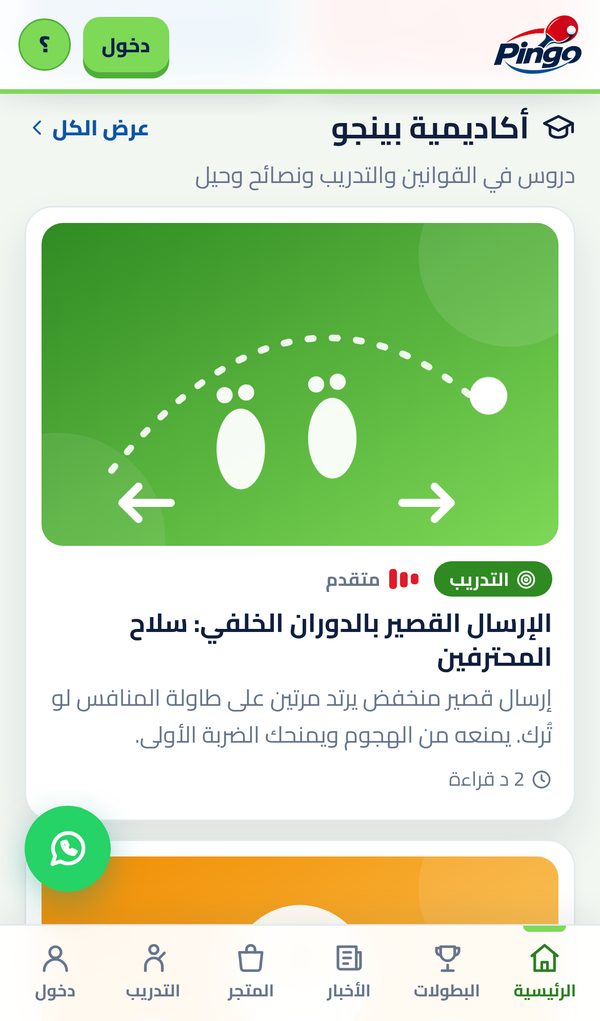 Pingo
دخول
؟
أكاديمية بينجو
عرض الكل
دروس في القوانين والتدريب ونصائح وحيل
التدريب
متقدم
الإرسال القصير بالدوران الخلفي: سلاح
المحترفين
إرسال قصير منخفض يرتد مرتين على طاولة المنافس لو
تُرك. يمنعه من الهجوم ويمنحك الضربة الأولى.
2 د قراءة
الرئيسية
البطولات
الأخبار
المتجر
التدريب
دخول